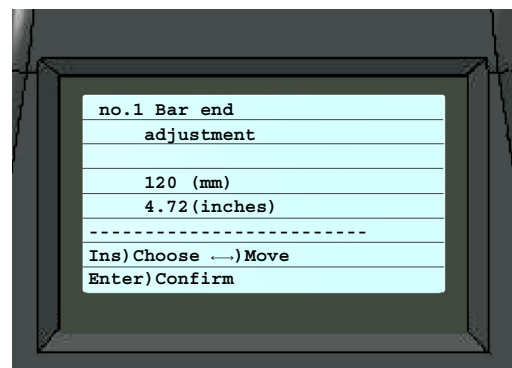 no.1 Bar end
adjustment
120 (mm)
4.72(inches)
-------------------------
Ins)Choose ←→)Move
Enter)Confirm